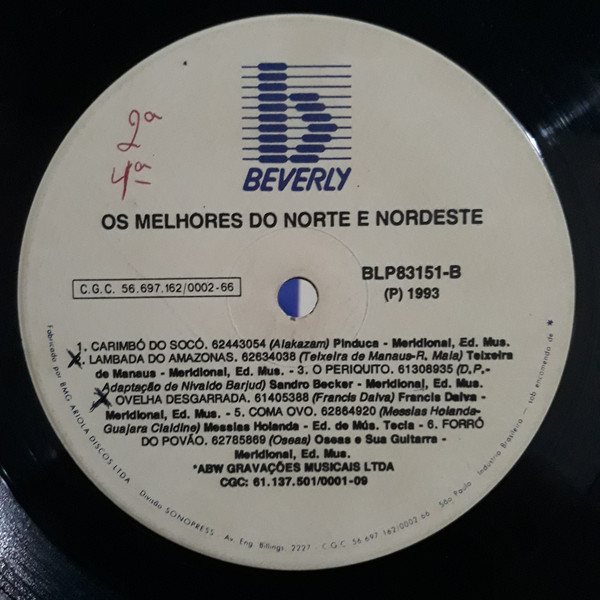 2ª
4ª
BEVERLY
OS MELHORES DO NORTE E NORDESTE
C.G.C. 56.697.162/0002-66
BLP83151-B
(P) 1993
1. CARIMBÓ DO SOCÓ. 62443054 (Alakazam) Pinduca - Meridional, Ed. Mus.
2. LAMBADA DO AMAZONAS. 62634038 (Teixeira de Manaus-R. Maia) Teixeira
de Manaus - Meridional, Ed. Mus. - 3. O PERIQUITO. 61308935 (D.P.-
Adaptação de Nivaldo Barjud) Sandro Becker - Meridional, Ed. Mus.
OVELHA DESGARRADA. 61405388 (Francis Dalva) Francis Dalva -
Meridional, Ed. Mus. - 5. COMA OVO. 62864920 (Messias Holanda-
Guajara Cialdine) Messias Holanda - Ed. de Mús. Tecla - 6. FORRÓ
DO POVÃO. 62785869 (Oseas) Oseas e Sua Guitarra -
Meridional, Ed. Mus.
*ABW GRAVAÇÕES MUSICAIS LTDA
CGC: 61.137.501/0001-09
Fabricado por BMG ARIOLA DISCOS LTDA. Divisão SONOPRESS Av. Eng. Billings, 2227 C.G.C. 56 697 162/0002-66 São Paulo Indústria Brasileira - sob encomenda de *